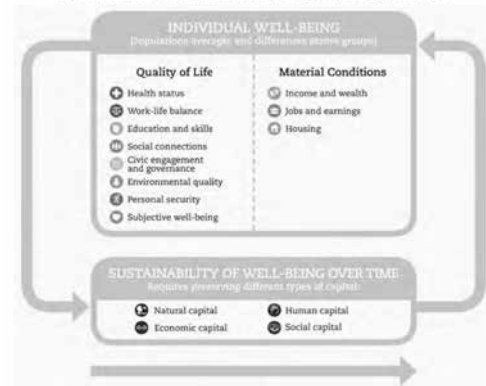 INDIVIDUAL WELL-BEING
[Populations averages and differences across groups]
Quality of Life
Health status
Work-life balance
Education and skills
Social connections
Civic engagement
and governance
Environmental quality
Personal security
Subjective well-being
Material Conditions
Income and wealth
Jobs and earnings
Housing
SUSTAINABILITY OF WELL-BEING OVER TIME
Requires preserving different types of capital:
Natural capital
Economic capital
Human capital
Social capital